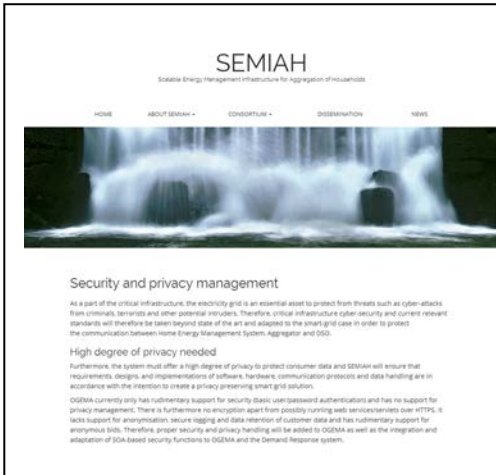 SEMIAH
Scalable Energy Management Infrastructure for Aggregation of Households
HOME ABOUT SEMIAH CONSORTIUM DISSEMINATION NEWS
Security and privacy management
As a part of the critical infrastructure, the electricity grid is an essential asset to protect from threats such as cyber-attacks
from criminals, terrorists and other potential intruders. Therefore, critical infrastructure cyber-security and current relevant
standards will therefore be taken beyond state of the art and adapted to the smart-grid case in order to protect
the communication between Home Energy Management System, Aggregator and DSO.
High degree of privacy needed
Furthermore, the system must offer a high degree of privacy to protect consumer data and SEMIAH will ensure that
requirements, designs, and implementations of software, hardware, communication protocols and data handling are in
accordance with the intention to create a privacy preserving smart grid solution.
OGEMA currently only has rudimentary support for security (basic user/password authentication) and has no support for
privacy management. There is furthermore no encryption apart from possibly running web services/servlets over HTTPS. It
lacks support for anonymisation, secure logging and data retention of customer data and has rudimentary support for
anonymous bids. Therefore, proper security and privacy handling will be added to OGEMA as well as the integration and
adaptation of SOA-based security functions to OGEMA and the Demand Response system.